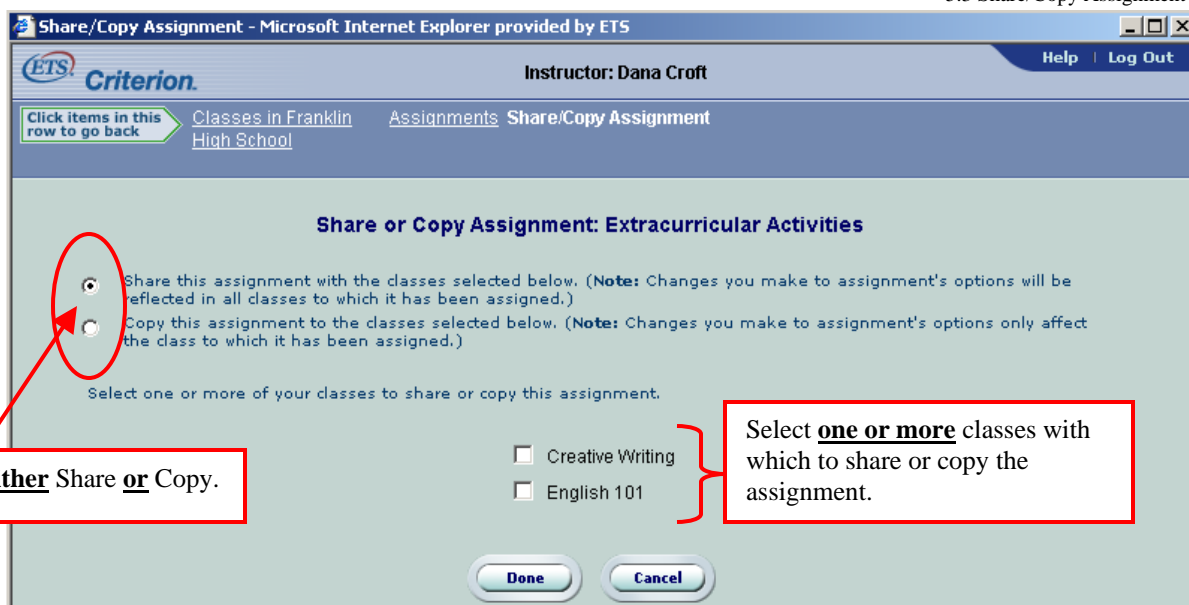 Share/Copy Assignment - Microsoft Internet Explorer provided by ETS
ETS Criterion.
Instructor: Dana Croft
Help | Log Out
Click items in this
row to go back
Classes in Franklin
High School
Assignments
Share/Copy Assignment
Share or Copy Assignment: Extracurricular Activities
Share this assignment with the classes selected below. (Note: Changes you make to assignment's options will be
reflected in all classes to which it has been assigned.)
Copy this assignment to the classes selected below. (Note: Changes you make to assignment's options only affect
the class to which it has been assigned.)
Select one or more of your classes to share or copy this assignment.
Share or Copy.
Creative Writing
English 101
Select one or more classes with
which to share or copy the
assignment.
Done
Cancel